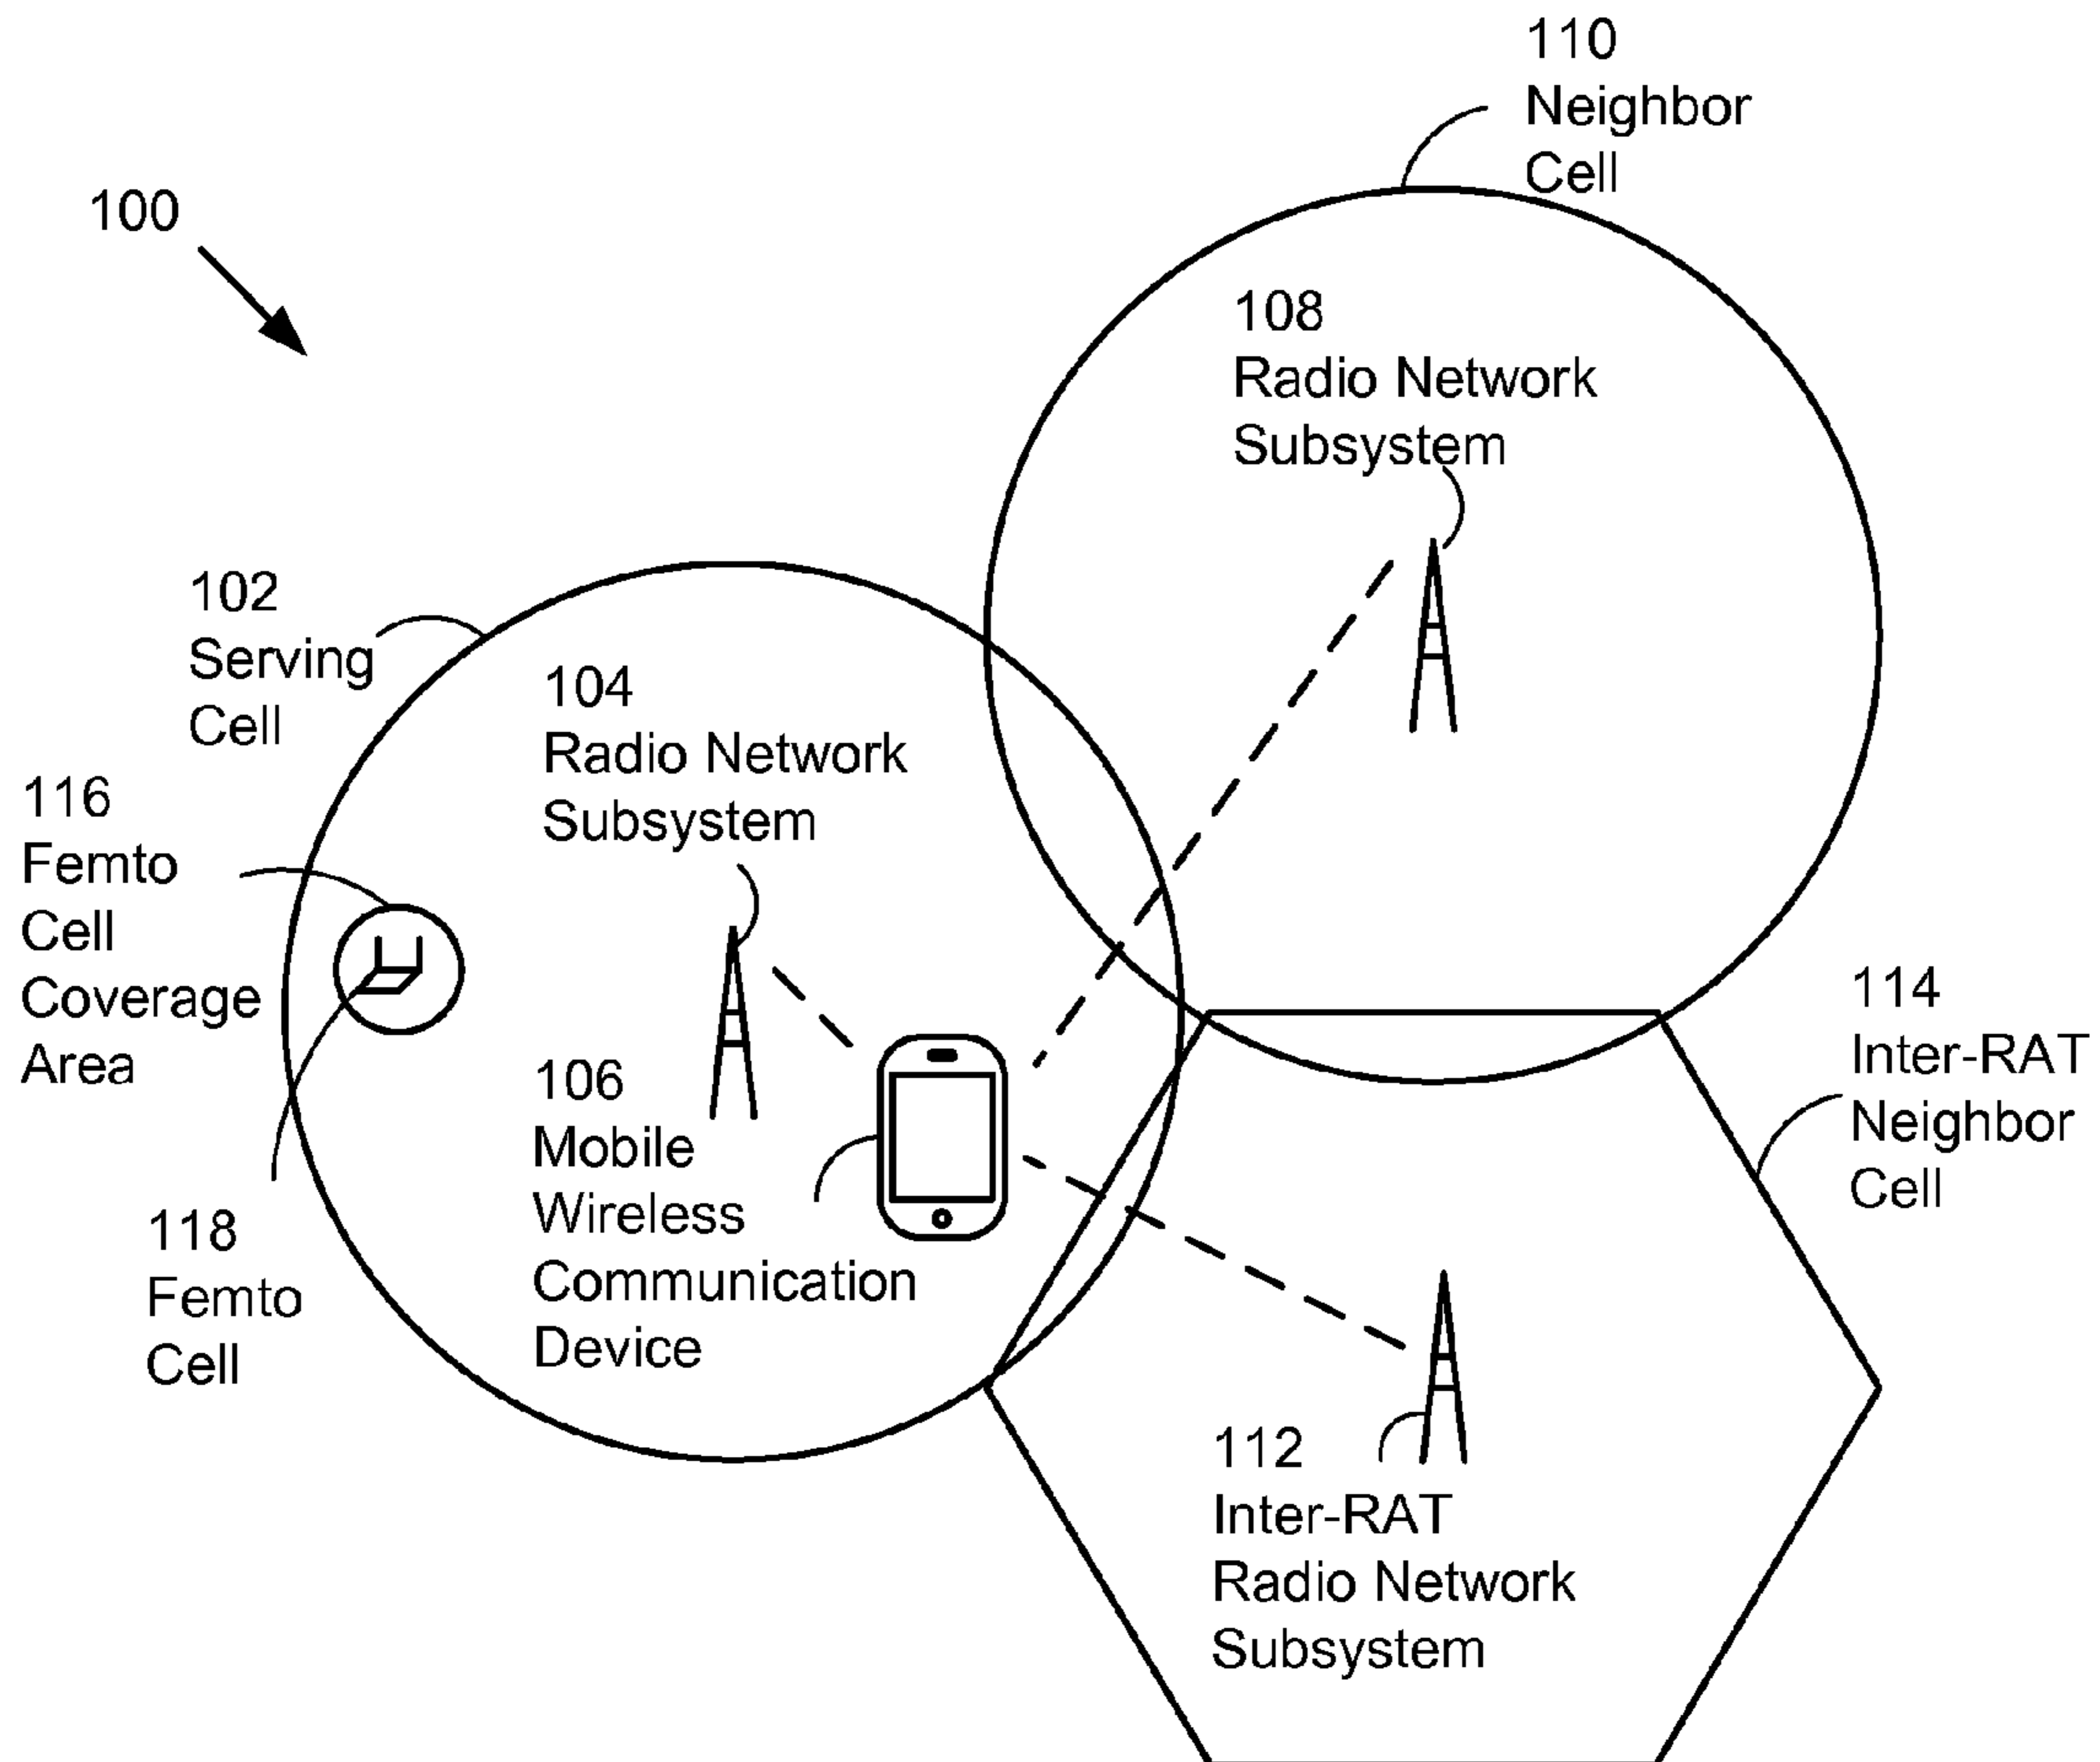 110
Neighbor
Cell
100
108
Radio Network
Subsystem
102
Serving
Cell
104
Radio Network
Subsystem
116
Femto
Cell
Coverage
Area
114
Inter-RAT
Neighbor
Cell
106
Mobile
Wireless
Communication
Device
118
Femto
Cell
112
Inter-RAT
Radio Network
Subsystem